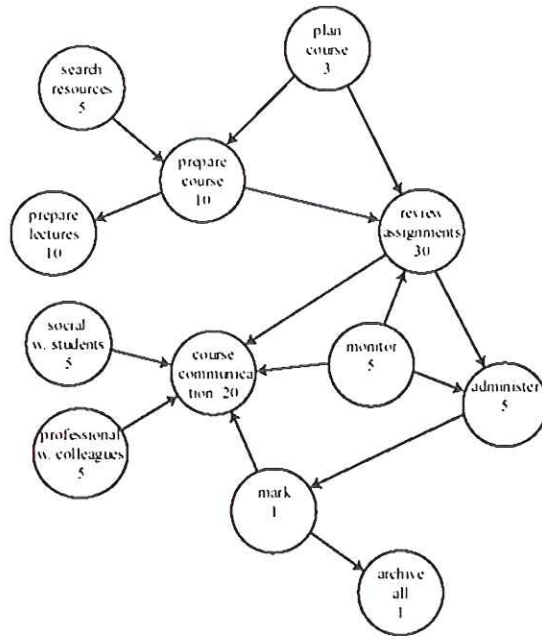 plan
course
3
search
resources
5
prepare
course
10
prepare
lectures
10
review
assignments
30
social
w. students
5
course
communica
tion 20
monitor
5
administer
5
professional
w. colleagues
5
mark
1
archive
all
1